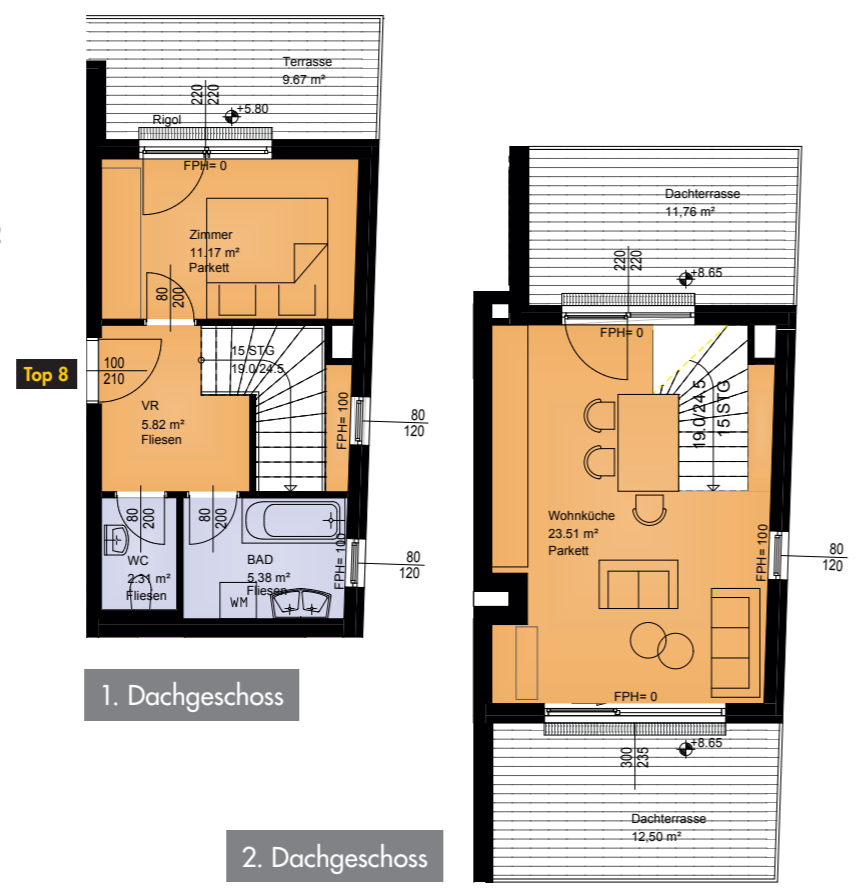 Terrasse
9.67 m²
220
220
+5.80
Rigol
FPH= 0
Zimmer
11.17 m²
Parkett
80
200
Top 8
100
210
15 STG
19.0/24.5
VR
5.82 m²
Fliesen
FPH= 100
80
120
80
200
80
200
WC
2.31 m²
Fliesen
BAD
5.38 m²
Fliesen
WM
FPH= 100
80
120
1. Dachgeschoss
Dachterrasse
11,76 m²
220
220
+8.65
FPH= 0
19.0/24.5
15 STG
Wohnküche
23.51 m²
Parkett
FPH= 100
80
120
FPH= 0
300
235
+8.65
Dachterrasse
12,50 m²
2. Dachgeschoss